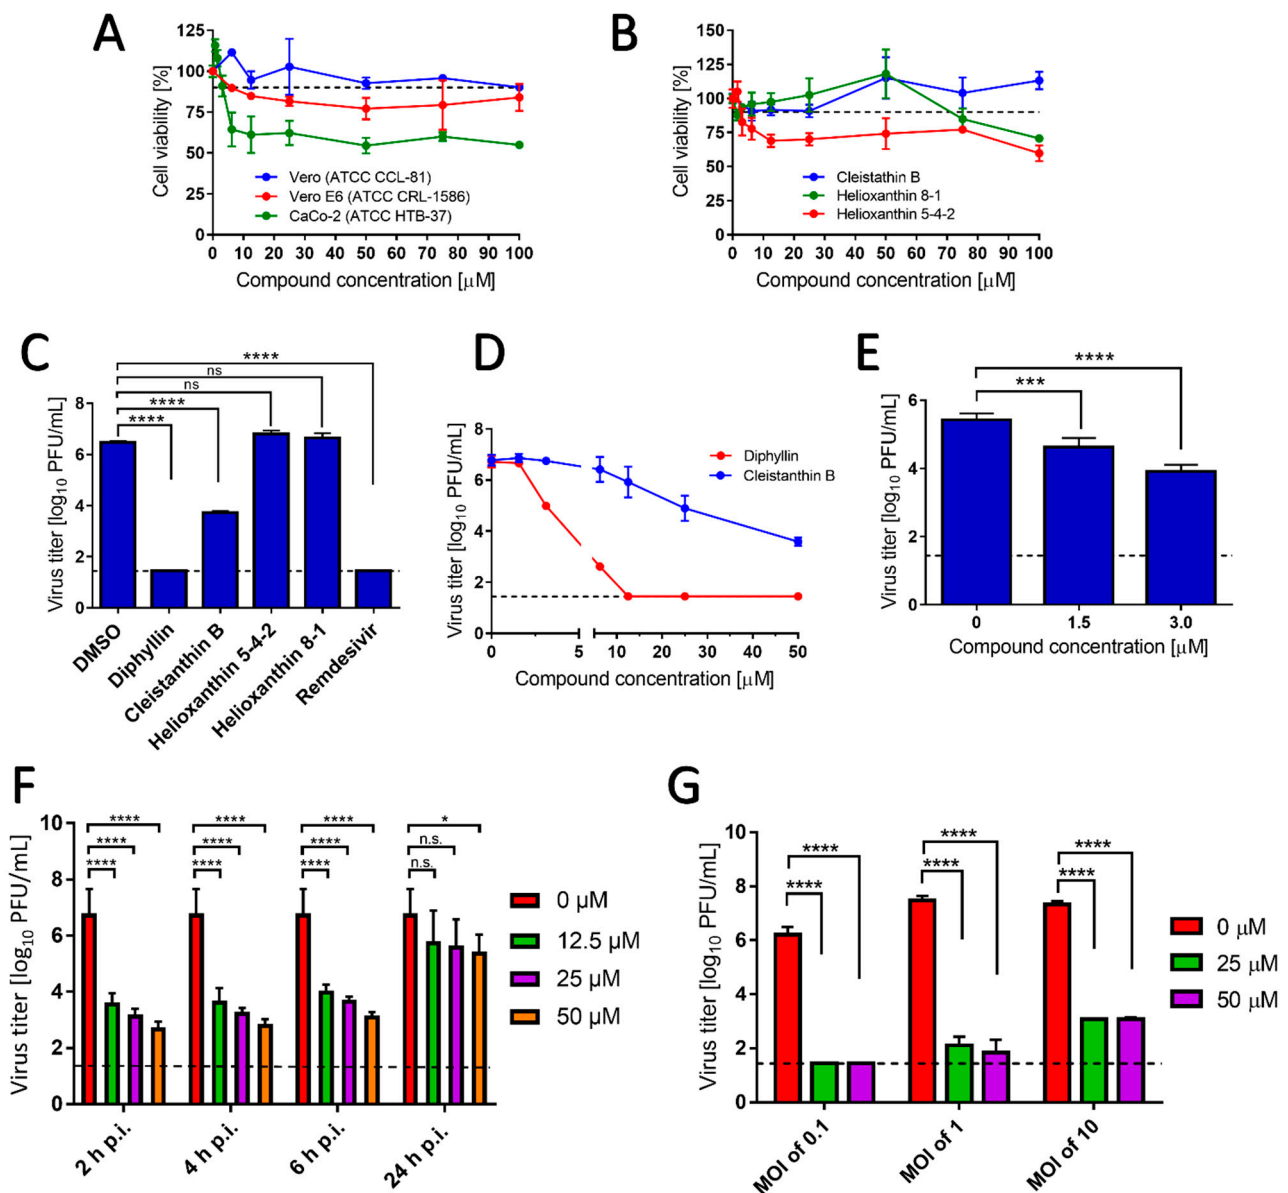 A
Cell viability [%]
125
100
75
50
25
0
Vero (ATCC CCL-81)
Vero E6 (ATCC CRL-1586)
CaCo-2 (ATCC HTB-37)
0 10 20 30 40 50 60 70 80 90 100
Compound concentration [μM]
B
Cell viability [%]
150
125
100
75
50
25
0
Cleistathin B
Helioxanthin 8-1
Helioxanthin 5-4-2
0 10 20 30 40 50 60 70 80 90 100
Compound concentration [μM]
C
Virus titer [log10 PFU/mL]
8
6
4
2
0
****
ns
ns
****
****
DMSO
Diphyllin
Cleistanthin B
Helioxanthin 5-4-2
Helioxanthin 8-1
Remdesivir
D
Virus titer [log10 PFU/mL]
8
6
4
2
0
Diphyllin
Cleistanthin B
5 10 20 30 40 50
Compound concentration [μM]
E
Virus titer [log10 PFU/mL]
6
4
2
0
****
***
0 1.5 3.0
Compound concentration [μM]
F
Virus titer [log10 PFU/mL]
10
8
6
4
2
0
**** **** **** *
**** **** **** n.s.
**** **** **** n.s.
0 μM
12.5 μM
25 μM
50 μM
2 h p.i.
4 h p.i.
6 h p.i.
24 h p.i.
G
Virus titer [log10 PFU/mL]
10
8
6
4
2
0
**** **** ****
**** **** ****
0 μM
25 μM
50 μM
MOI of 0.1
MOI of 1
MOI of 10